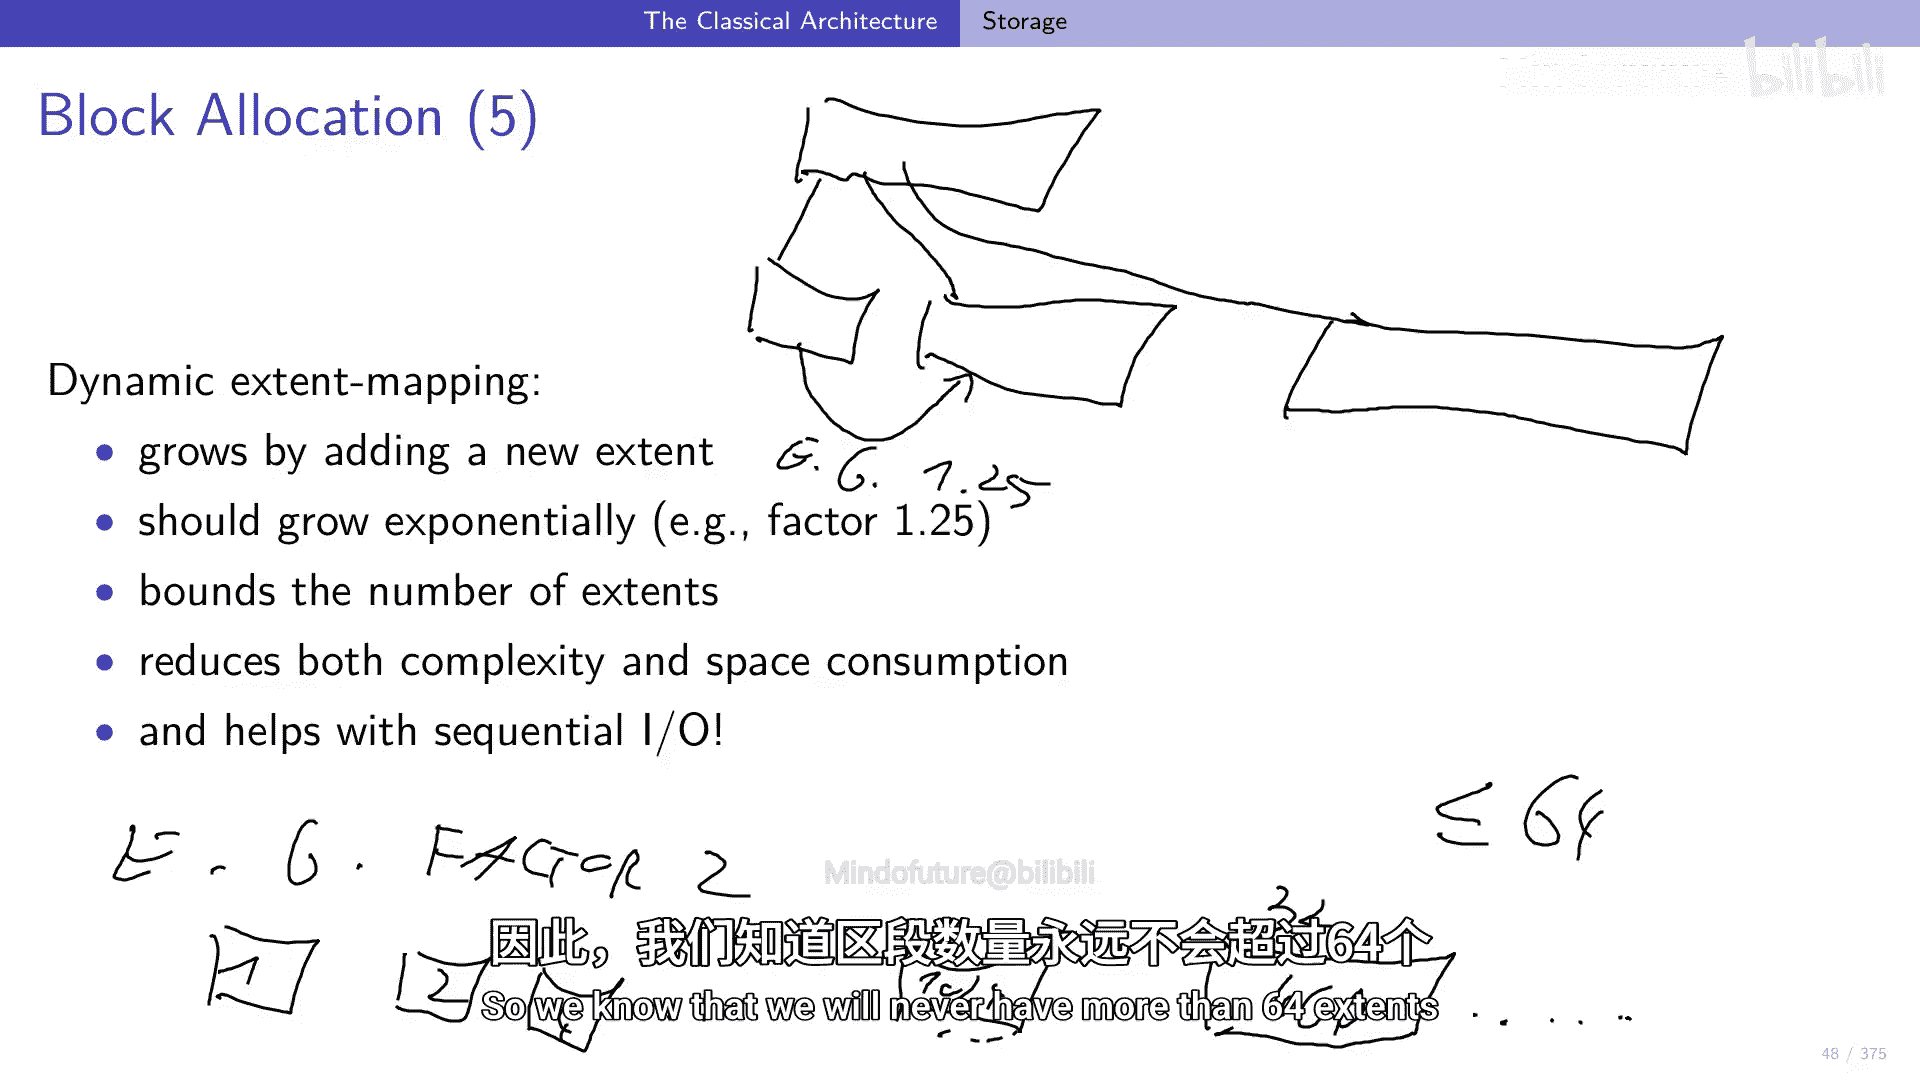 The Classical Architecture Storage
bilibili
Block Allocation (5)
Dynamic extent-mapping:
• grows by adding a new extent
E.G. 1.25
• should grow exponentially (e.g., factor 1.25)
• bounds the number of extents
• reduces both complexity and space consumption
• and helps with sequential I/O!
≤ 64
E.G. FACTOR 2
Mindofuture@bilibili
因此，我们知道区段数量永远不会超过64个
1 2 4
So we know that we will never have more than 64 extents
48 / 375